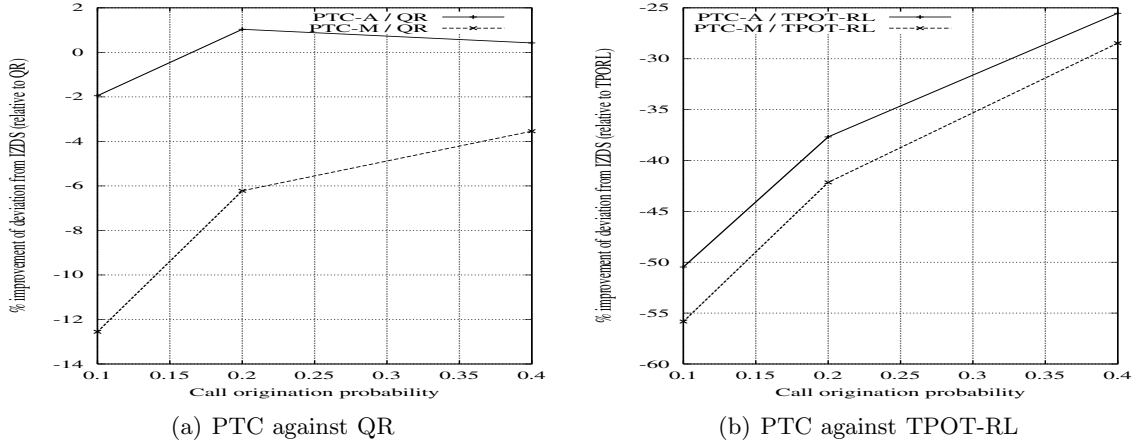 2
0
-2
-4
-6
-8
-10
-12
-14
0.1 0.15 0.2 0.25 0.3 0.35 0.4
% improvement of deviation from IZDS (relative to QR)
Call origination probability
PTC-A / QR
PTC-M / QR
(a) PTC against QR
-25
-30
-35
-40
-45
-50
-55
-60
0.1 0.15 0.2 0.25 0.3 0.35 0.4
% improvement of deviation from IZDS (relative to TPORL)
Call origination probability
PTC-A / TPOT-RL
PTC-M / TPOT-RL
(b) PTC against TPOT-RL